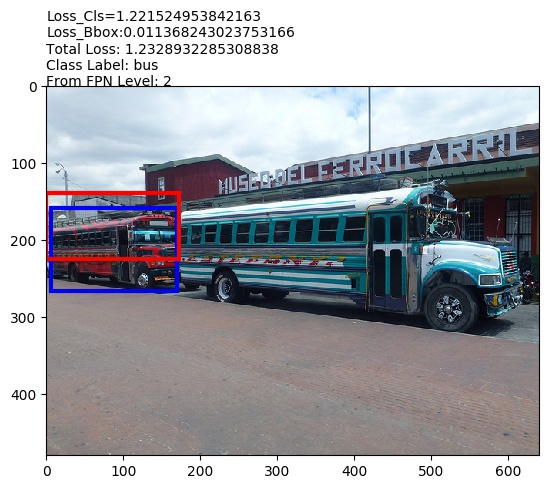 Loss_Cls=1.221524953842163
Loss_Bbox:0.011368243023753166
Total Loss: 1.2328932285308838
Class Label: bus
From FPN Level: 2
0
100
200
300
400
MUSEO DEL FERROCARRIL
0
100
200
300
400
500
600